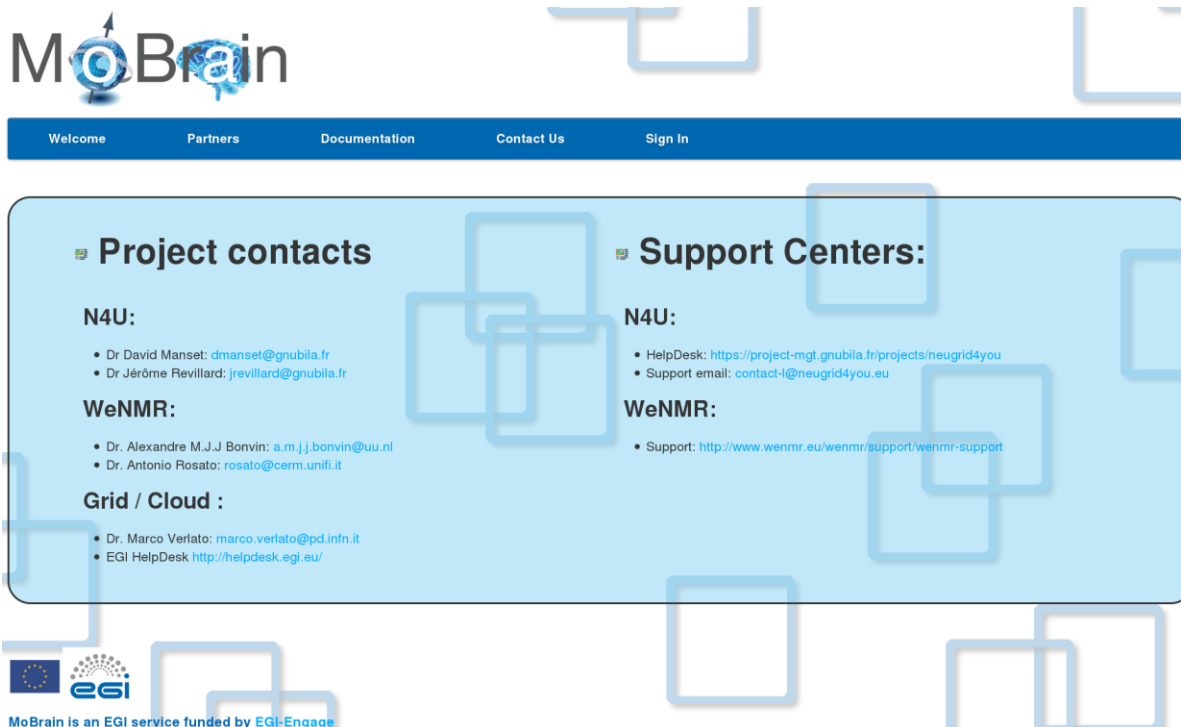 MoBrain
Welcome Partners Documentation Contact Us Sign In
Project contacts
N4U:
Dr David Manset: dmanset@gnubila.fr
Dr Jérôme Revillard: jrevillard@gnubila.fr
WeNMR:
Dr. Alexandre M.J.J Bonvin: a.m.j.j.bonvin@uu.nl
Dr. Antonio Rosato: rosato@cerm.unifi.it
Grid / Cloud :
Dr. Marco Verlato: marco.verlato@pd.infn.it
EGI HelpDesk http://helpdesk.egi.eu/
Support Centers:
N4U:
HelpDesk: https://project-mgt.gnubila.fr/projects/neugrid4you
Support email: contact-l@neugrid4you.eu
WeNMR:
Support: http://www.wenmr.eu/wenmr/support/wenmr-support
egi
MoBrain is an EGI service funded by EGI-Engage